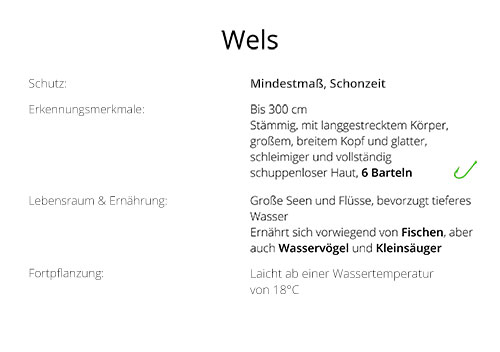 Wels
Schutz: Mindestmaß, Schonzeit
Erkennungsmerkmale: Bis 300 cm
Stämmig, mit langgestrecktem Körper,
großem, breitem Kopf und glatter,
schleimiger und vollständig
schuppenloser Haut, 6 Barteln
Lebensraum & Ernährung: Große Seen und Flüsse, bevorzugt tieferes
Wasser
Ernährt sich vorwiegend von Fischen, aber
auch Wasservögel und Kleinsäuger
Fortpflanzung: Laicht ab einer Wassertemperatur
von 18°C